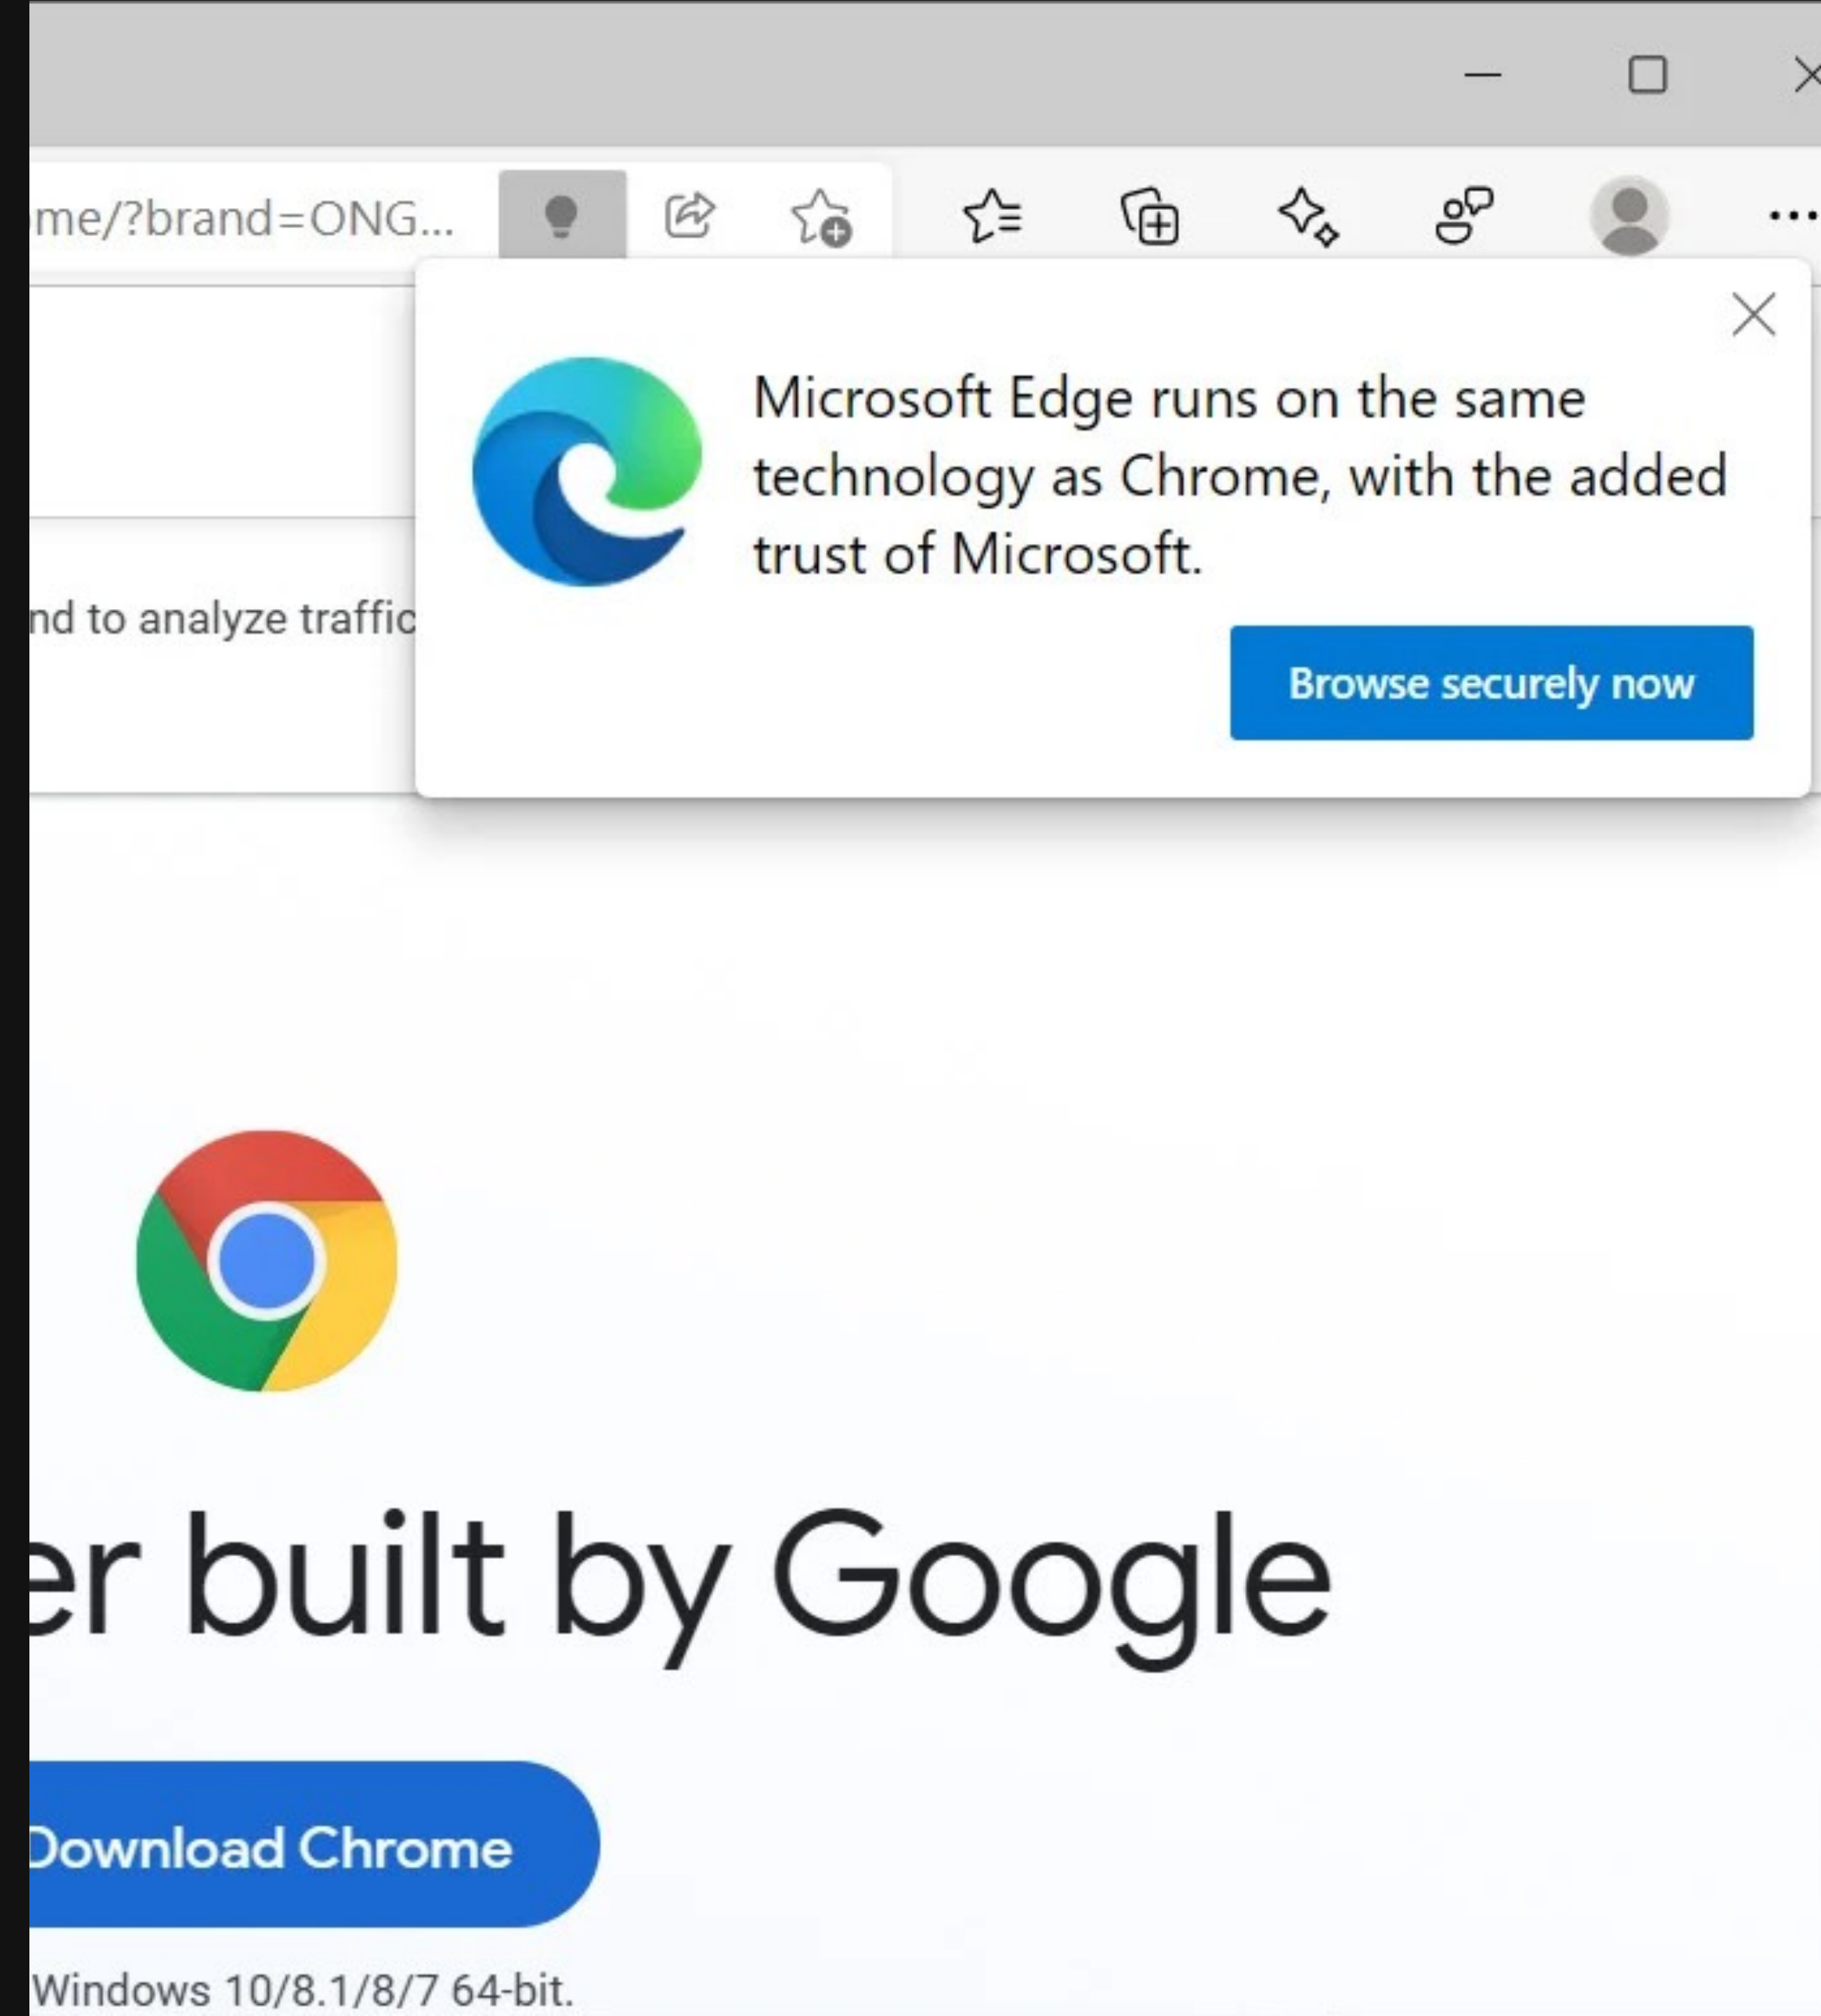 me/?brand=ONG...
Microsoft Edge runs on the same
technology as Chrome, with the added
trust of Microsoft.
nd to analyze traffic
Browse securely now
er built by Google
Download Chrome
Windows 10/8.1/8/7 64-bit.